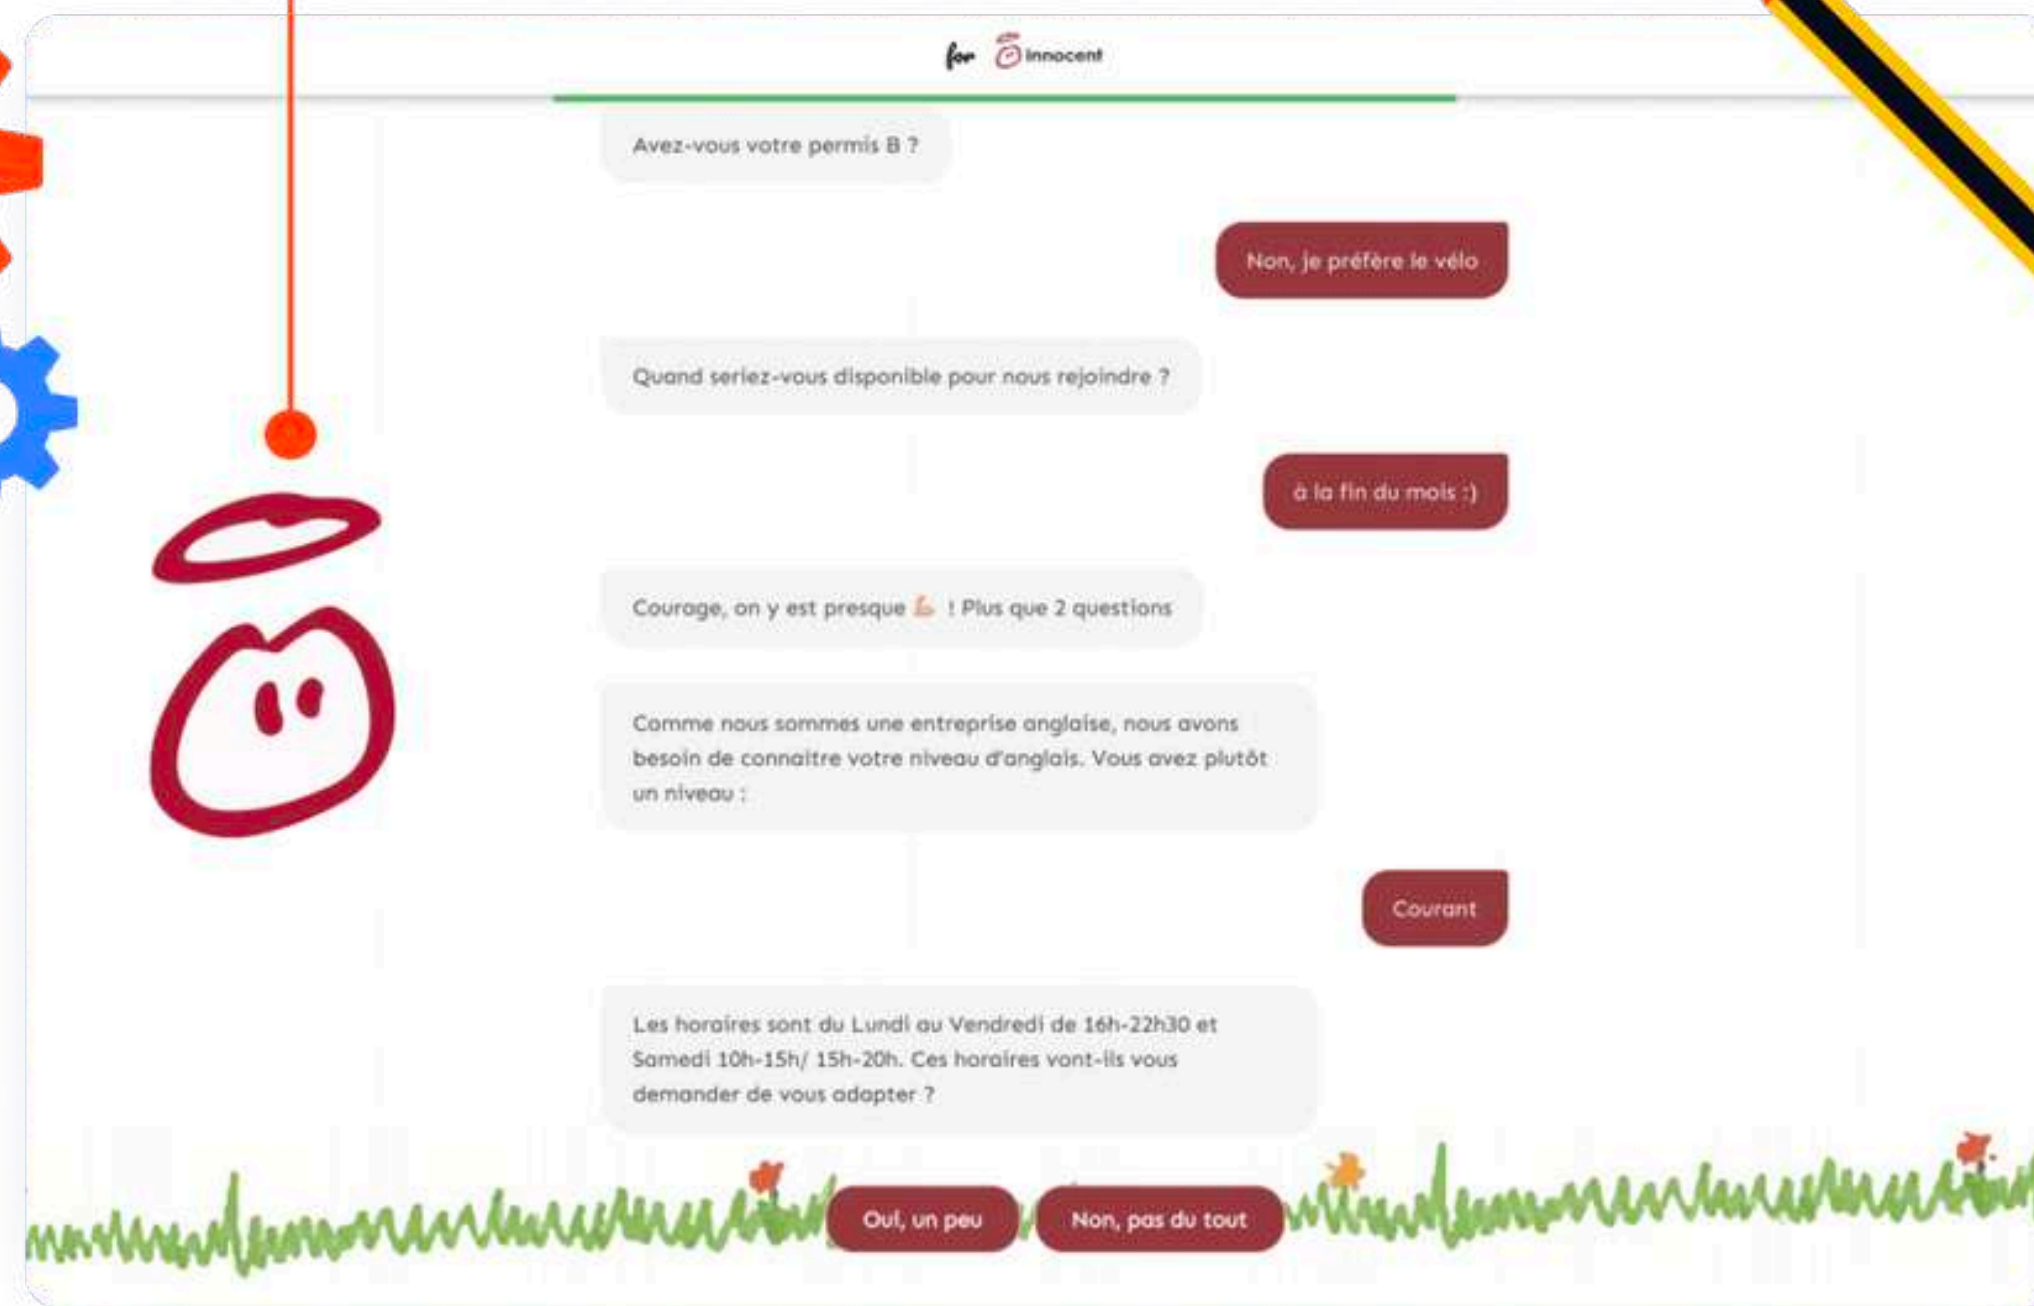 for innocent
Avez-vous votre permis B ?
Non, je préfère le vélo
Quand seriez-vous disponible pour nous rejoindre ?
à la fin du mois :)
Courage, on y est presque 💪 ! Plus que 2 questions
Comme nous sommes une entreprise anglaise, nous avons
besoin de connaitre votre niveau d'anglais. Vous avez plutôt
un niveau :
Courant
Les horaires sont du Lundi au Vendredi de 16h-22h30 et
Samedi 10h-15h/ 15h-20h. Ces horaires vont-ils vous
demander de vous adapter ?
Oui, un peu
Non, pas du tout